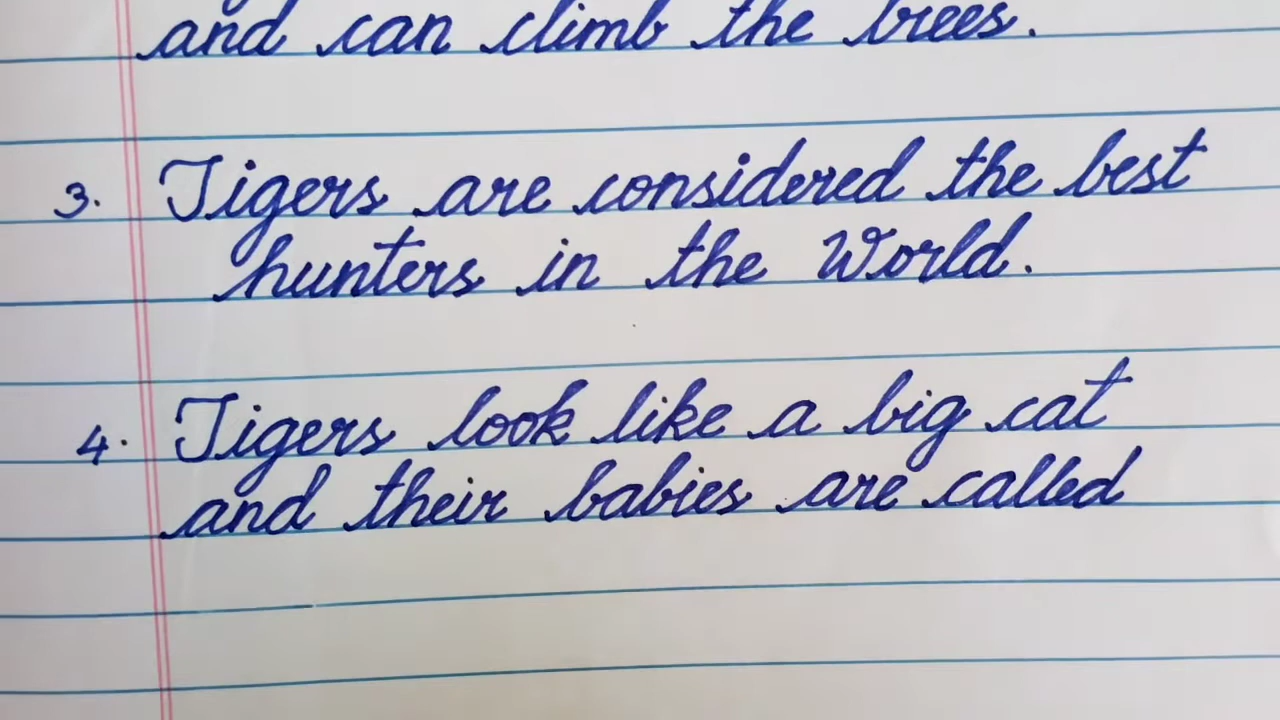 and can climb the trees.
3. Tigers are considered the best
hunters in the World.
4. Tigers look like a big cat
and their babies are called